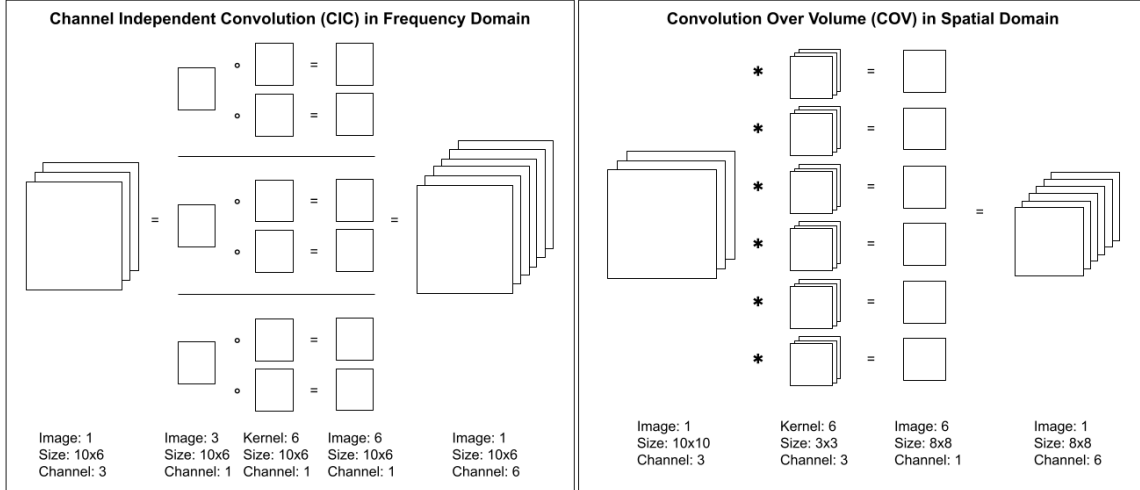 Channel Independent Convolution (CIC) in Frequency Domain
∘ =
∘ =
= ∘ = =
∘ =
∘ =
∘ =
Image: 1 Image: 3 Kernel: 6 Image: 6 Image: 1
Size: 10x6 Size: 10x6 Size: 10x6 Size: 10x6 Size: 10x6
Channel: 3 Channel: 1 Channel: 1 Channel: 1 Channel: 6
Convolution Over Volume (COV) in Spatial Domain
* =
* =
* =
* = =
* =
* =
Image: 1 Kernel: 6 Image: 6 Image: 1
Size: 10x10 Size: 3x3 Size: 8x8 Size: 8x8
Channel: 3 Channel: 3 Channel: 1 Channel: 6